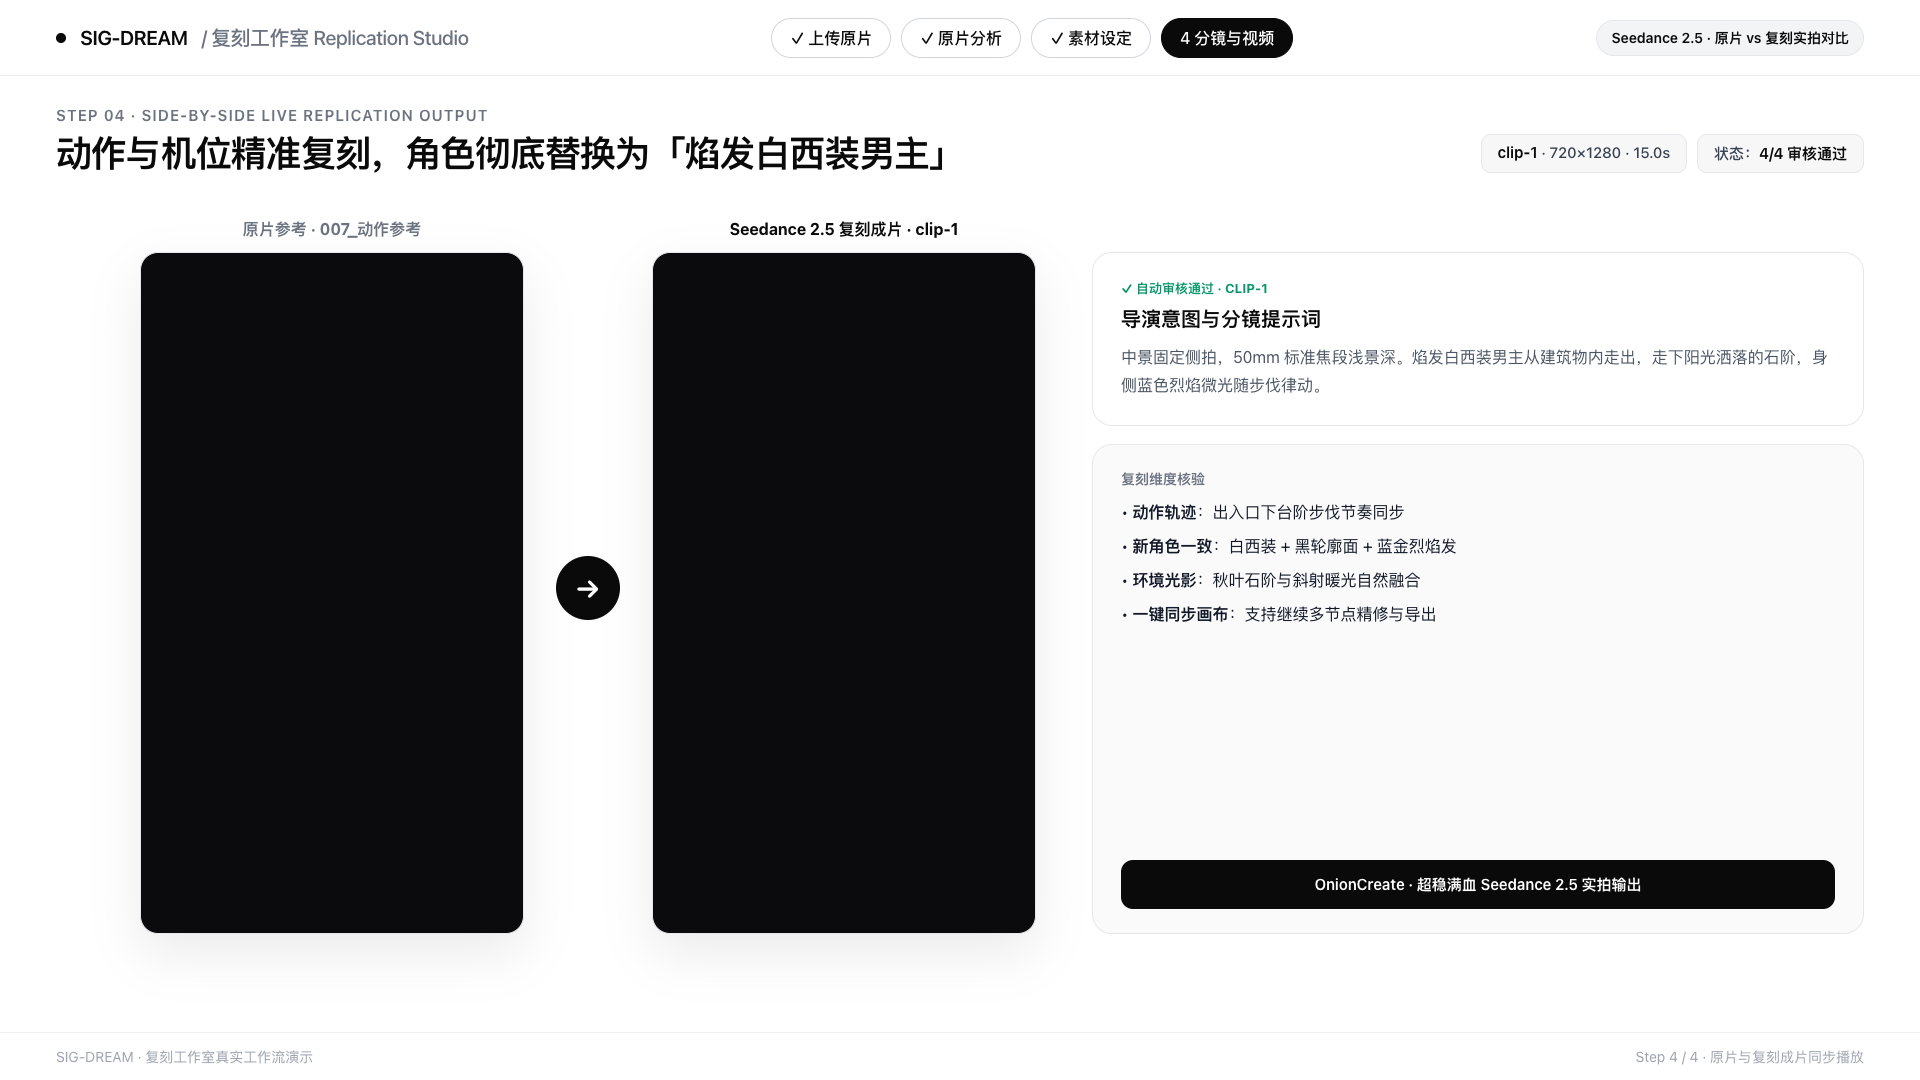 SIG-DREAM / 复刻工作室 Replication Studio
✓ 上传原片
✓ 原片分析
✓ 素材设定
4 分镜与视频
Seedance 2.5 · 原片 vs 复刻实拍对比
STEP 04 · SIDE-BY-SIDE LIVE REPLICATION OUTPUT
动作与机位精准复刻，角色彻底替换为「焰发白西装男主」
clip-1 · 720×1280 · 15.0s
状态：4/4 审核通过
原片参考 · 007_动作参考
Seedance 2.5 复刻成片 · clip-1
→
✓ 自动审核通过 · CLIP-1
导演意图与分镜提示词
中景固定侧拍，50mm 标准焦段浅景深。焰发白西装男主从建筑物内走出，走下阳光洒落的石阶，身
侧蓝色烈焰微光随步伐律动。
复刻维度核验
• 动作轨迹：出入口下台阶步伐节奏同步
• 新角色一致：白西装 + 黑轮廓面 + 蓝金烈焰发
• 环境光影：秋叶石阶与斜射暖光自然融合
• 一键同步画布：支持继续多节点精修与导出
OnionCreate · 超稳满血 Seedance 2.5 实拍输出
SIG-DREAM · 复刻工作室真实工作流演示
Step 4 / 4 · 原片与复刻成片同步播放